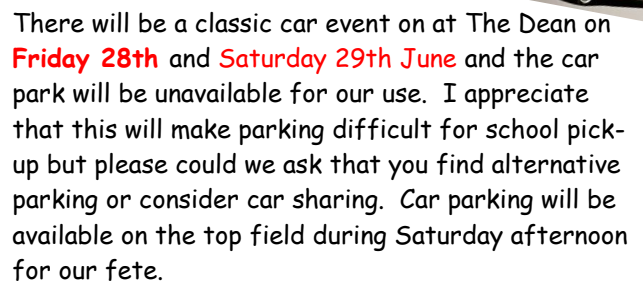 There will be a classic car event on at The Dean on
Friday 28th and Saturday 29th June and the car
park will be unavailable for our use.  I appreciate
that this will make parking difficult for school pick-
up but please could we ask that you find alternative
parking or consider car sharing.  Car parking will be
available on the top field during Saturday afternoon
for our fete.